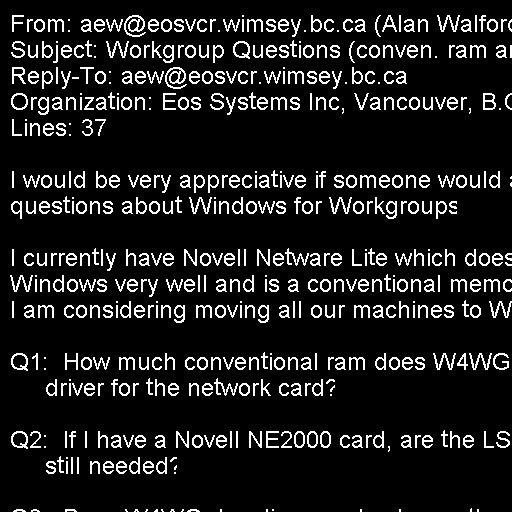 From: aew@eosvcr.wimsey.bc.ca (Alan Walford
Subject: Workgroup Questions (conven. ram
Reply-To: aew@eosvcr.wimsey.bc.ca
Organization: Eos Systems Inc, Vancouver,
Lines: 37
I would be very appreciative if someone would
questions about Windows for Workgroups
I currently have Novell Netware Lite which does
Windows very well and is a conventional
I am considering moving all our machines to
Q1:  How much conventional ram does W4WG
driver for the network card?
Q2:  If I have a Novell NE2000 card, are the
still needed?